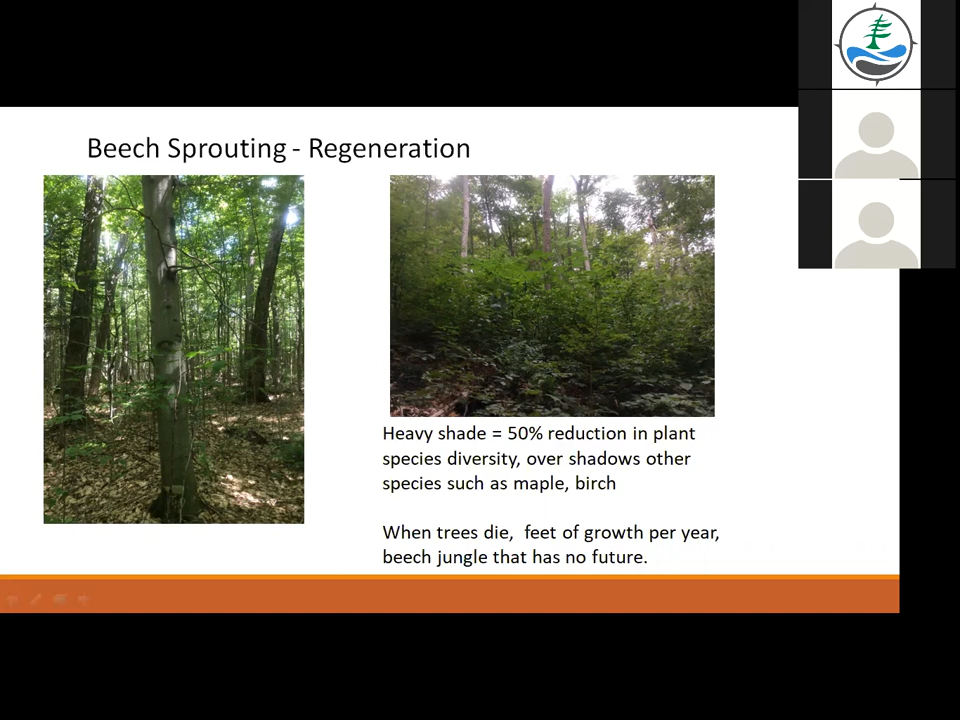 Beech Sprouting - Regeneration
Heavy shade = 50% reduction in plant
species diversity, over shadows other
species such as maple, birch
When trees die,  feet of growth per year,
beech jungle that has no future.